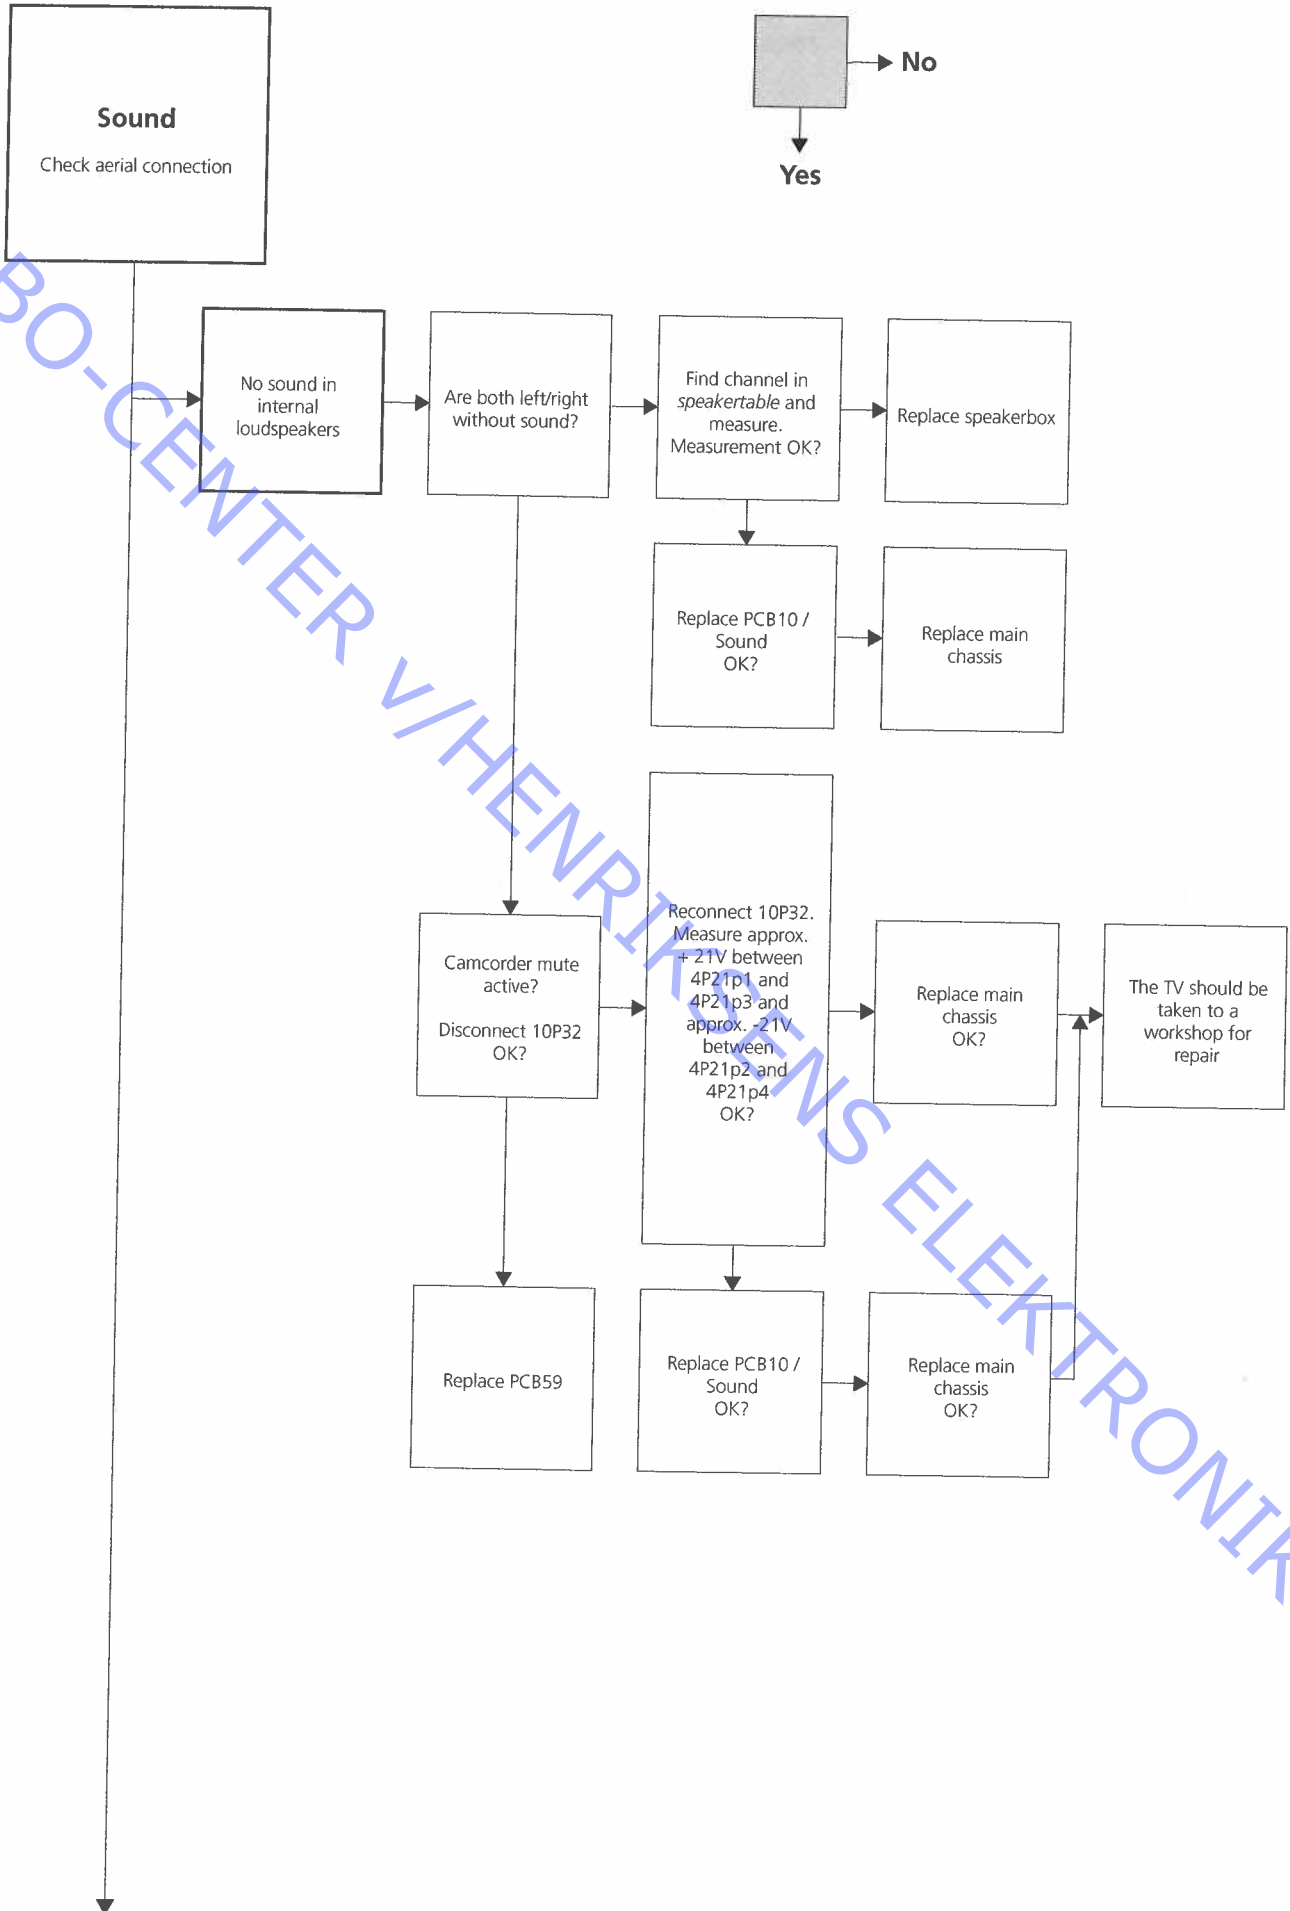 Sound
Check aerial connection
No
Yes
No sound in
internal
loudspeakers
Are both left/right
without sound?
Find channel in
speakertable and
measure.
Measurement OK?
Replace speakerbox
Replace PCB10 /
Sound
OK?
Replace main
chassis
Camcorder mute
active?
Disconnect 10P32
OK?
Reconnect 10P32.
Measure approx.
+ 21V between
4P21p1 and
4P21p3 and
approx. -21V
between
4P21p2 and
4P21p4
OK?
Replace main
chassis
OK?
The TV should be
taken to a
workshop for
repair
Replace PCB59
Replace PCB10 /
Sound
OK?
Replace main
chassis
OK?
BO-CENTER v/HENRIKSENS ELEKTRONIK